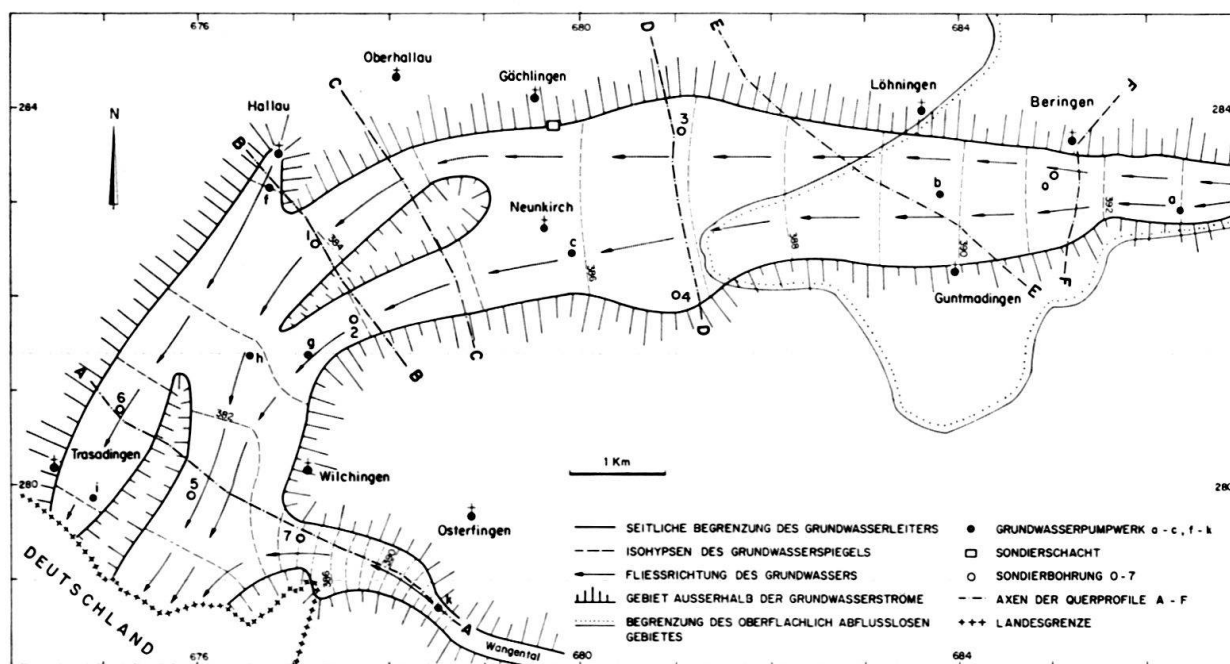 676
680
684
D
E
Oberhallau
C
Gächlingen
Löhningen
F
284
284
N
Hallau
Beringen
3
B
f
b
o
a
392
Neunkirch
1
384
c
386
388
390
4
E
F
Guntmadingen
D
2
C
g
h
B
A
6
382
1 Km
Trasadingen
Wilchingen
i
5
280
280
Osterfingen
7
390
386
k
A
Wangental
DEUTSCHLAND
676
680
684
SEITLICHE BEGRENZUNG DES GRUNDWASSERLEITERS
ISOHYPSEN DES GRUNDWASSERSPIEGELS
FLIESSRICHTUNG DES GRUNDWASSERS
GEBIET AUSSERHALB DER GRUNDWASSERSTRÖME
BEGRENZUNG DES OBERFLÄCHLICH ABFLUSSLOSEN
GEBIETES
GRUNDWASSERPUMPWERK a - c, f - k
SONDIERSCHACHT
SONDIERBOHRUNG 0 - 7
AXEN DER QUERPROFILE A - F
LANDESGRENZE